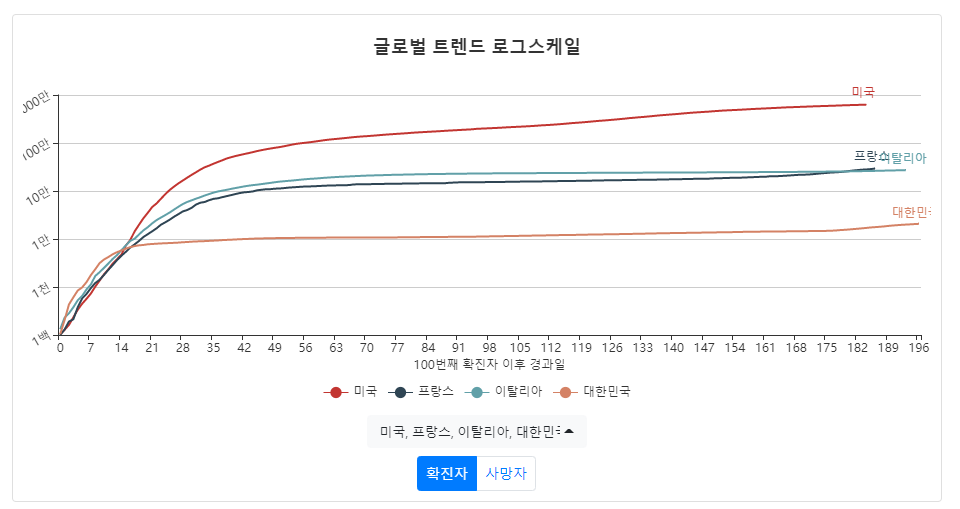 글로벌 트렌드 로그스케일
미국
프랑스 이탈리아
대한민국
000만
100만
10만
1만
1천
1백
0 7 14 21 28 35 42 49 56 63 70 77 84 91 98 105 112 119 126 133 140 147 154 161 168 175 182 189 196
100번째 확진자 이후 경과일
미국 프랑스 이탈리아 대한민국
미국, 프랑스, 이탈리아, 대한민국
확진자 사망자